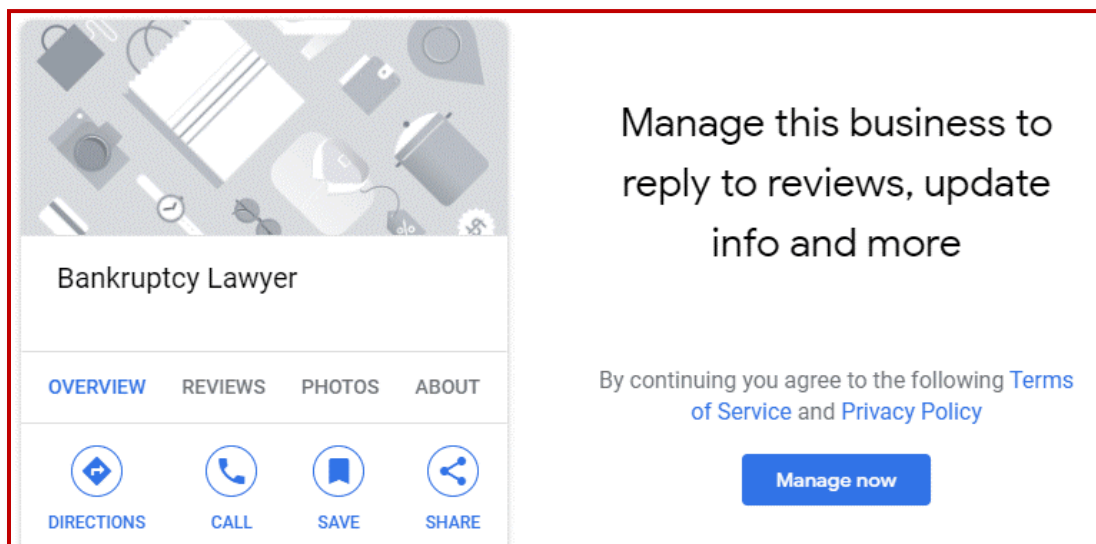 Bankruptcy Lawyer
OVERVIEW REVIEWS PHOTOS ABOUT
DIRECTIONS CALL SAVE SHARE
Manage this business to
reply to reviews, update
info and more
By continuing you agree to the following Terms
of Service and Privacy Policy
Manage now